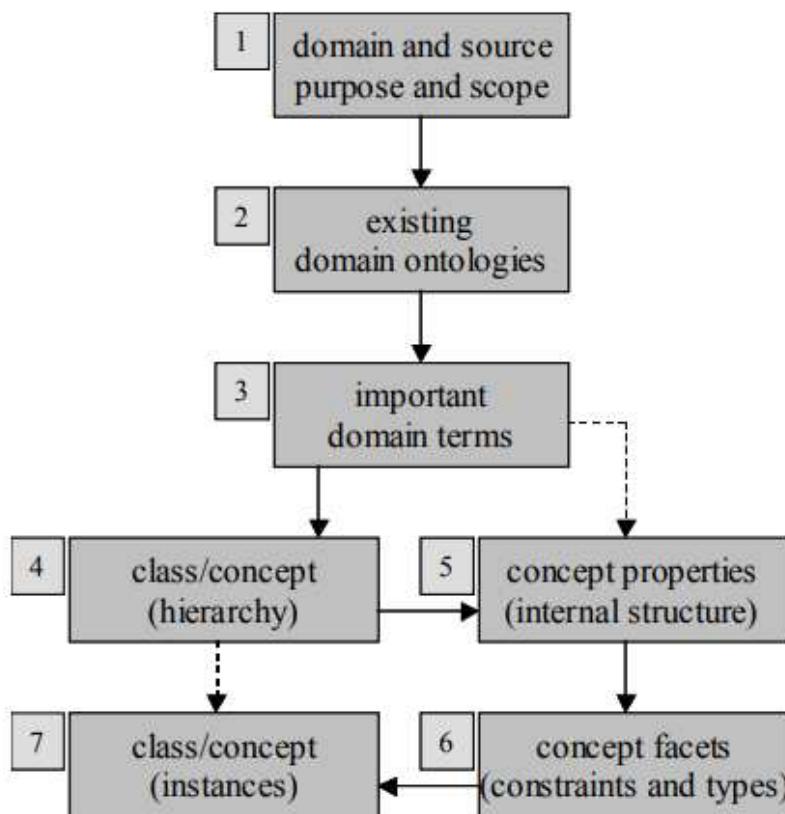 1
domain and source
purpose and scope
2
existing
domain ontologies
3
important
domain terms
4
class/concept
(hierarchy)
5
concept properties
(internal structure)
7
class/concept
(instances)
6
concept facets
(constraints and types)